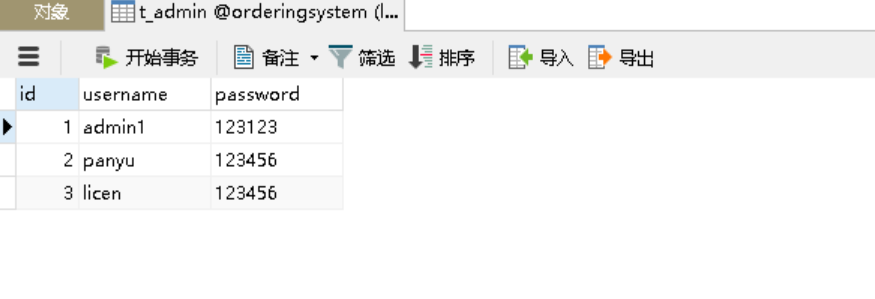 对象 t_admin @orderingsystem (l...
开始事务 备注 筛选 排序 导入 导出
id username password
1 admin1 123123
2 panyu 123456
3 licen 123456